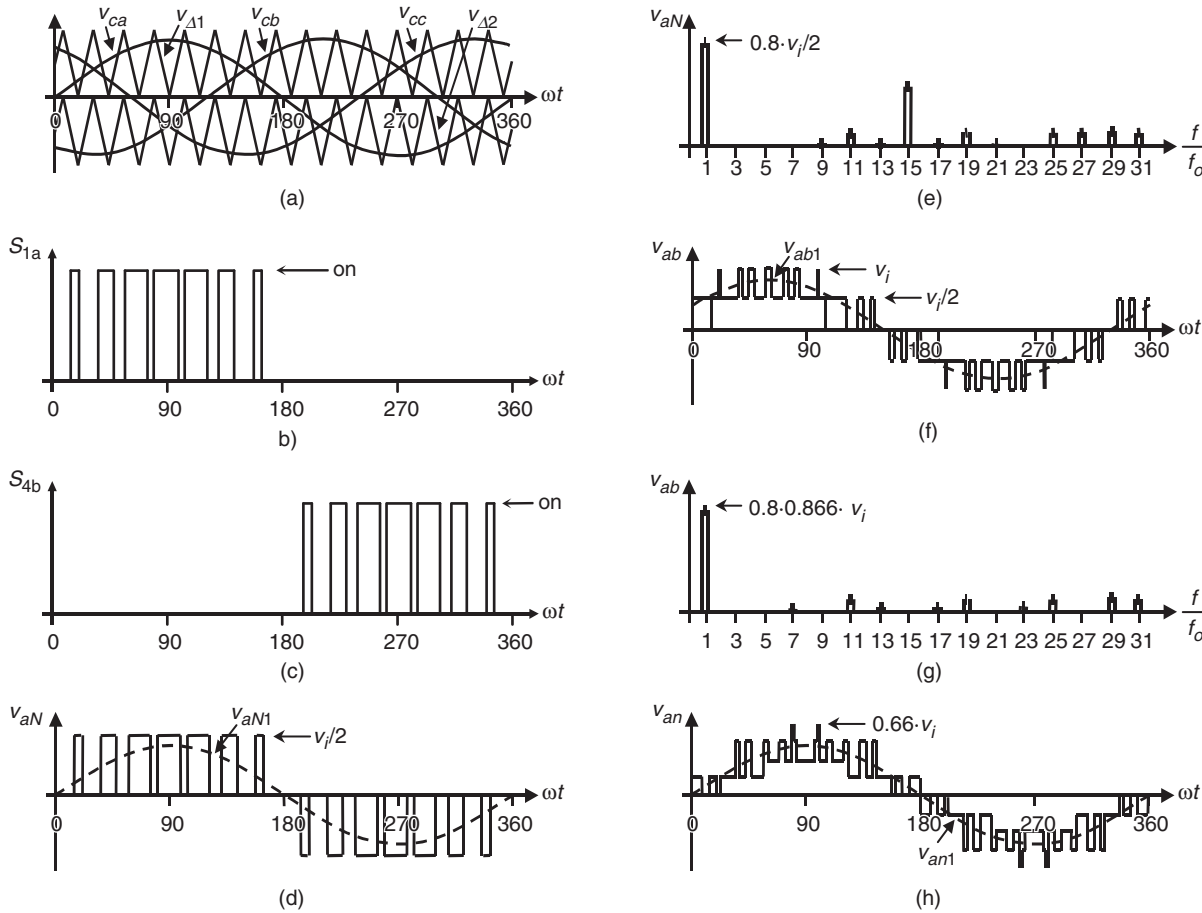 v_ca v_Δ1 v_cb v_cc v_Δ2
ωt
0 90 180 270 360
(a)
S_1a
on
ωt
0 90 180 270 360
b)
S_4b
on
ωt
0 90 180 270 360
(c)
v_aN
v_aN1
v_i/2
ωt
0 90 180 270 360
(d)
v_aN
0.8·v_i/2
1 3 5 7 9 11 13 15 17 19 21 23 25 27 29 31
f/f_o
(e)
v_ab
v_ab1
v_i
v_i/2
ωt
0 90 180 270 360
(f)
v_ab
0.8·0.866· v_i
1 3 5 7 9 11 13 15 17 19 21 23 25 27 29 31
f/f_o
(g)
v_an
0.66·v_i
ωt
0 90 180 270 360
v_an1
(h)